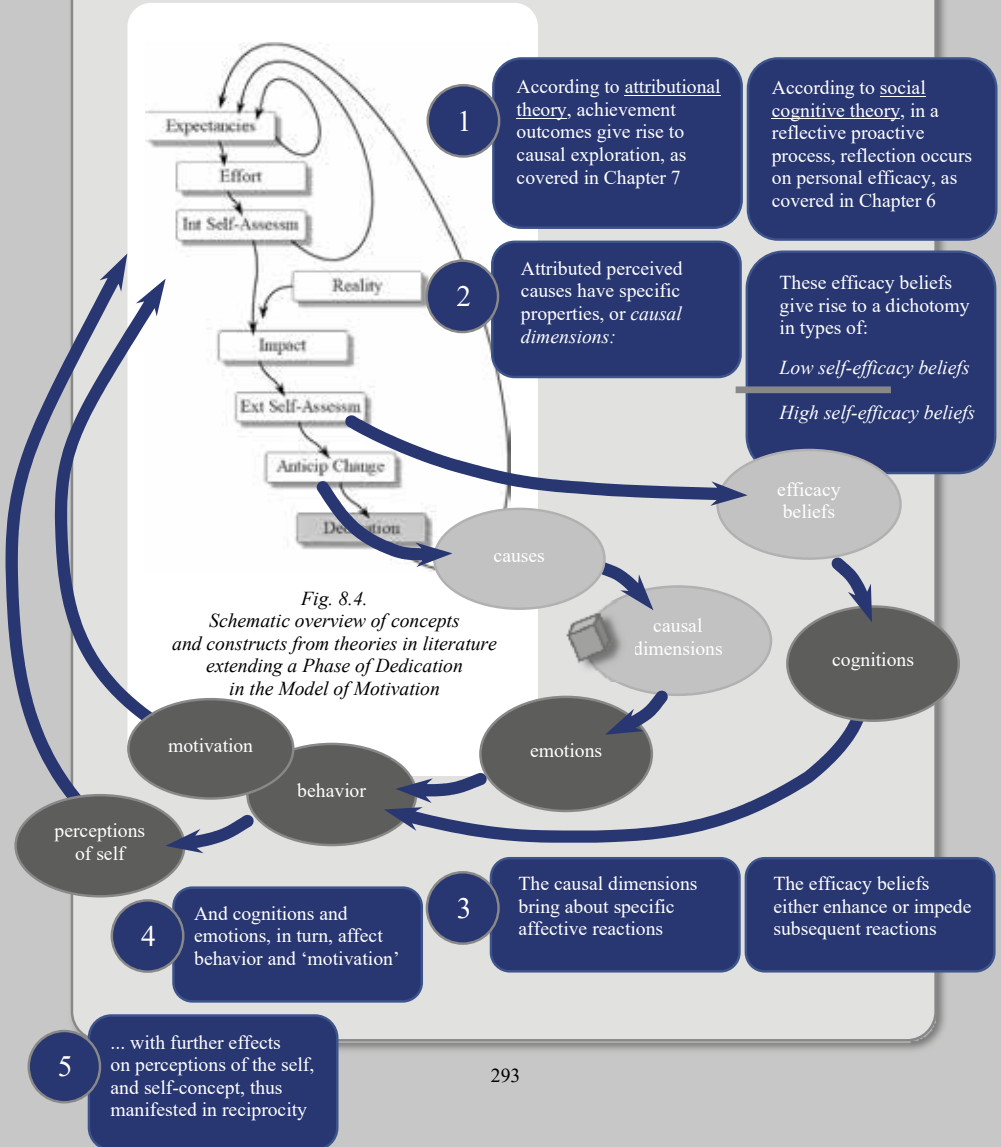 Expectancies
Effort
Int Self-Assessm
Reality
Impact
Ext Self-Assessm
Anticip Change
Fig. 8.4.
Schematic overview of concepts
and constructs from theories in literature
extending a Phase of Dedication
in the Model of Motivation
1
According to attributional
theory, achievement
outcomes give rise to
causal exploration, as
covered in Chapter 7
According to social
cognitive theory, in a
reflective proactive
process, reflection occurs
on personal efficacy, as
covered in Chapter 6
2
Attributed perceived
causes have specific
properties, or causal
dimensions:
These efficacy beliefs
give rise to a dichotomy
in types of:
Low self-efficacy beliefs
High self-efficacy beliefs
efficacy
beliefs
causes
causal
dimensions
cognitions
emotions
motivation
behavior
perceptions
of self
3
The causal dimensions
bring about specific
affective reactions
The efficacy beliefs
either enhance or impede
subsequent reactions
4
And cognitions and
emotions, in turn, affect
behavior and ‘motivation’
5
... with further effects
on perceptions of the self,
and self-concept, thus
manifested in reciprocity
293